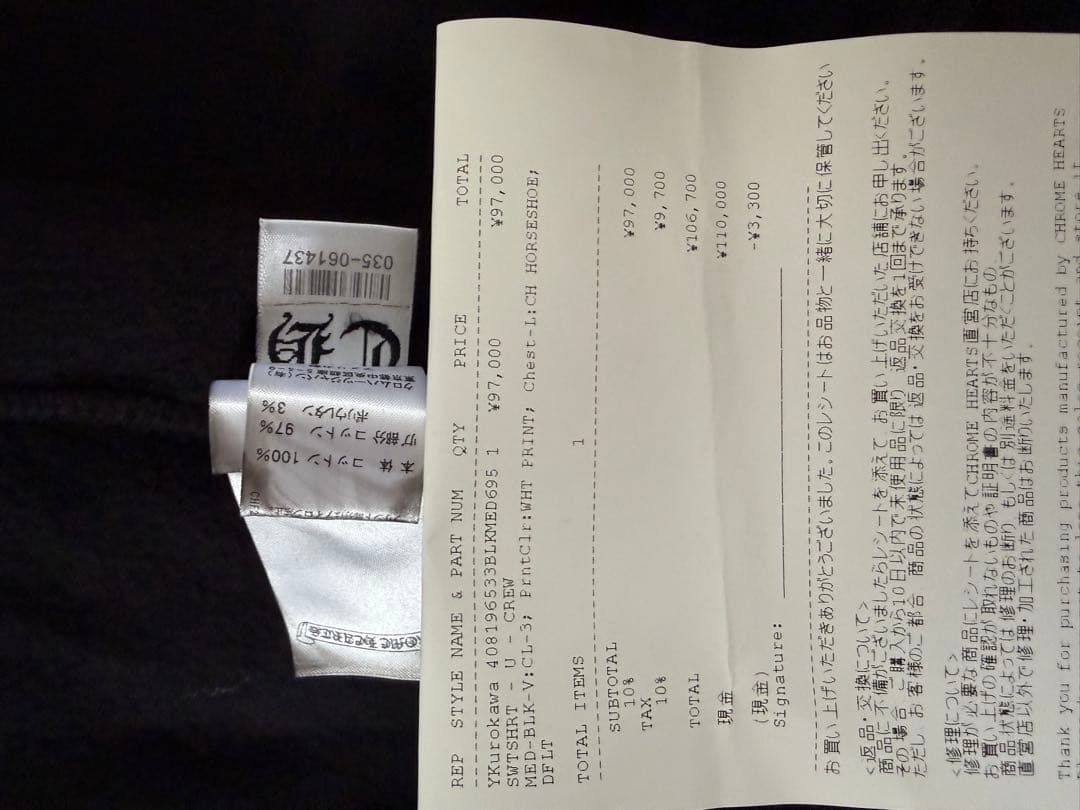 REP STYLE NAME & PART NUM QTY PRICE TOTAL
YKurokawa 408196533BLKMED695 1 ¥97,000 ¥97,000
SWTSHRT - U - CREW
MED-BLK-V:CL-3; PrntClr:WHT PRINT; Chest-L:CH HORSESHOE;
DFLT
TOTAL ITEMS 1
SUBTOTAL ¥97,000
10%
TAX ¥9,700
10%
TOTAL ¥106,700
現金 ¥110,000
(現金) -¥3,300
Signature:
お買い上げいただきありがとうございました。このレシートはお品物と一緒に大切に保管してください
<返品・交換について>
商品に不備がございましたらレシートを添えて、お買い上げいただいた店舗にお申し出ください。
その場合、ご購入から10日以内で未使用品に限り、返品交換を1回まで承ります。
ただし、お客様のご都合、商品の状態によっては返品・交換をお受けできない場合がございます。
<修理について>
修理が必要な商品にレシートを添えてCHROME HEARTS直営店にお持ちください。
お買い上げの確認が取れないものや証明書の内容が不十分なもの、
商品状態によっては修理のお断り、もしくは別途料金をいただくことがございます。
直営店以外で修理・加工された商品はお断りいたします。
Thank you for purchasing products manufactured by CHROME HEARTS
035-061437
CH
本体 コットン 100%
リブ部分 コットン 97%
ポリウレタン 3%
クロムハーツジャパン(有)